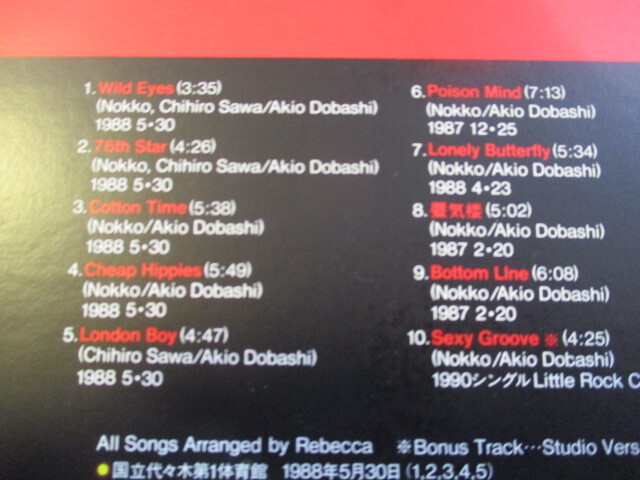 1. Wild Eyes (3:35)
(Nokko, Chihiro Sawa/Akio Dobashi)
1988 5・30
2. 76th Star (4:26)
(Nokko, Chihiro Sawa/Akio Dobashi)
1988 5・30
3. Cotton Time (5:38)
(Nokko/Akio Dobashi)
1988 5・30
4. Cheap Hippies (5:49)
(Nokko/Akio Dobashi)
1988 5・30
5. London Boy (4:47)
(Chihiro Sawa/Akio Dobashi)
1988 5・30
6. Poison Mind (7:13)
(Nokko/Akio Dobashi)
1987 12・25
7. Lonely Butterfly (5:34)
(Nokko/Akio Dobashi)
1988 4・23
8. 蜃気楼 (5:02)
(Nokko/Akio Dobashi)
1987 2・20
9. Bottom Line (6:08)
(Nokko/Akio Dobashi)
1987 2・20
10. Sexy Groove ※ (4:25)
(Nokko/Akio Dobashi)
1990シングル Little Rock C
All Songs Arranged by Rebecca ※Bonus Track…Studio Vers
●国立代々木第1体育館 1988年5月30日 (1,2,3,4,5)